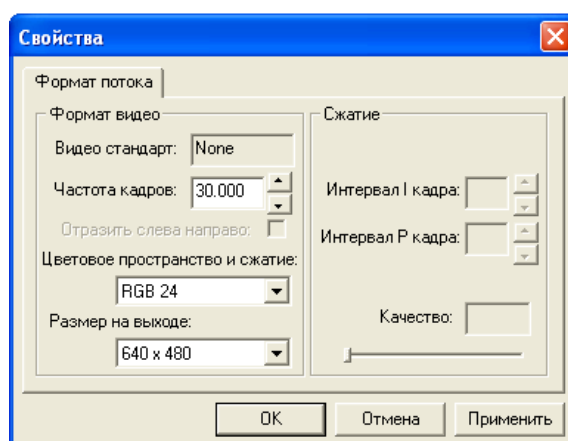 Свойства
Формат потока
Формат видео
Видео стандарт: None
Частота кадров: 30.000
Отразить слева направо:
Цветовое пространство и сжатие:
RGB 24
Размер на выходе:
640 x 480
Сжатие
Интервал I кадра:
Интервал P кадра:
Качество:
OK Отмена Применить